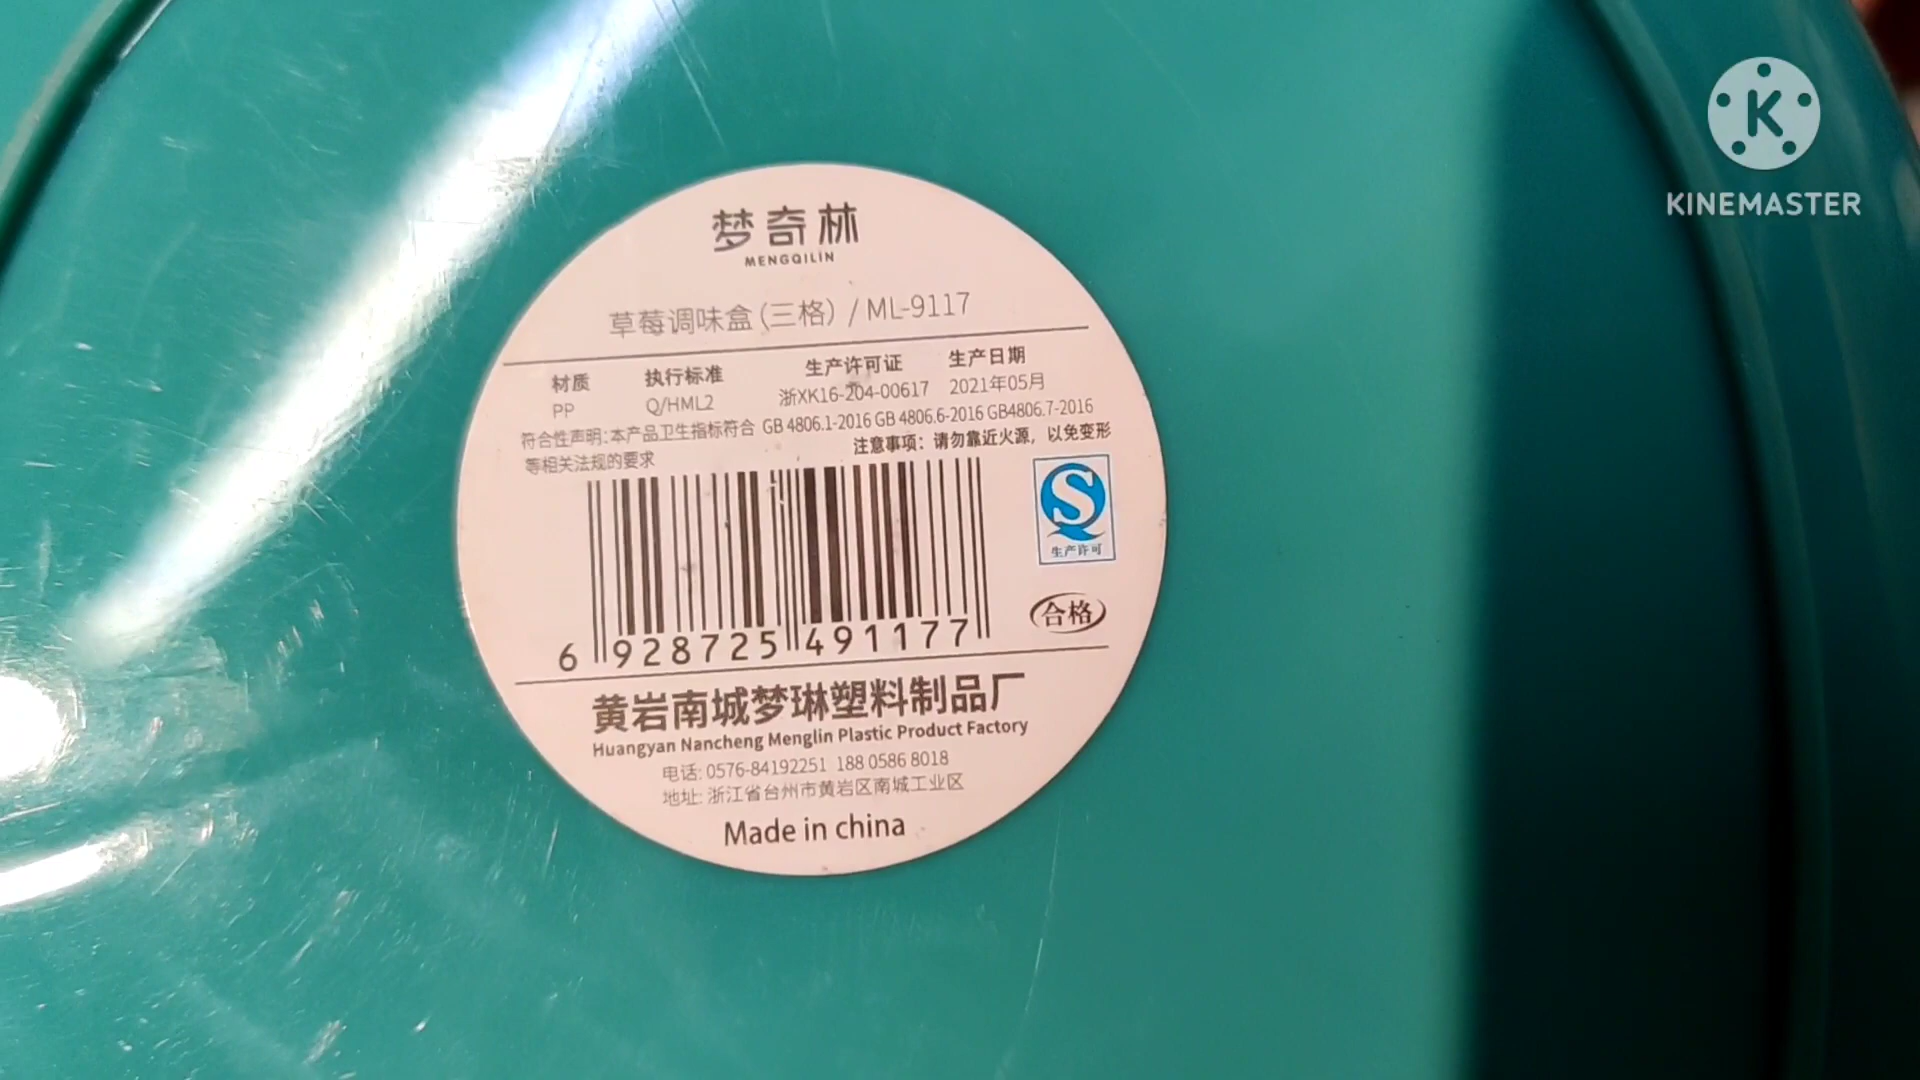 梦奇林
MENGQILIN
草莓调味盒(三格) / ML-9117
材质 执行标准 生产许可证 生产日期
PP Q/HML2 浙XK16-204-00617 2021年05月
符合性声明:本产品卫生指标符合 GB 4806.1-2016 GB 4806.6-2016 GB4806.7-2016
等相关法规的要求
注意事项: 请勿靠近火源, 以免变形
生产许可
合格
6 928725 491177
黄岩南城梦琳塑料制品厂
Huangyan Nancheng Menglin Plastic Product Factory
电话: 0576-84192251 188 0586 8018
地址: 浙江省台州市黄岩区南城工业区
Made in china
K
KINEMASTER